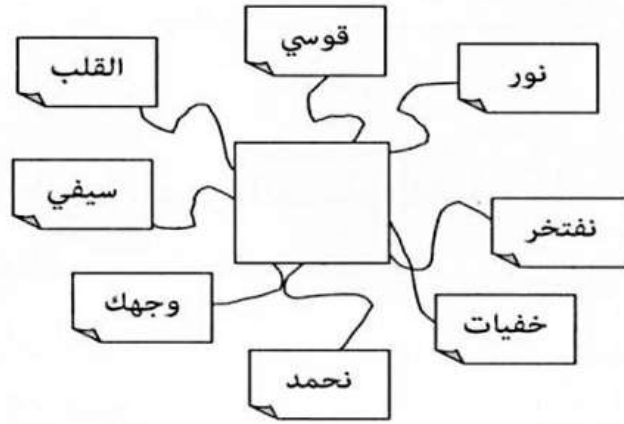 قوسي
نور
القلب
سيفي
نفتخر
وجهك
خفيات
نحمد